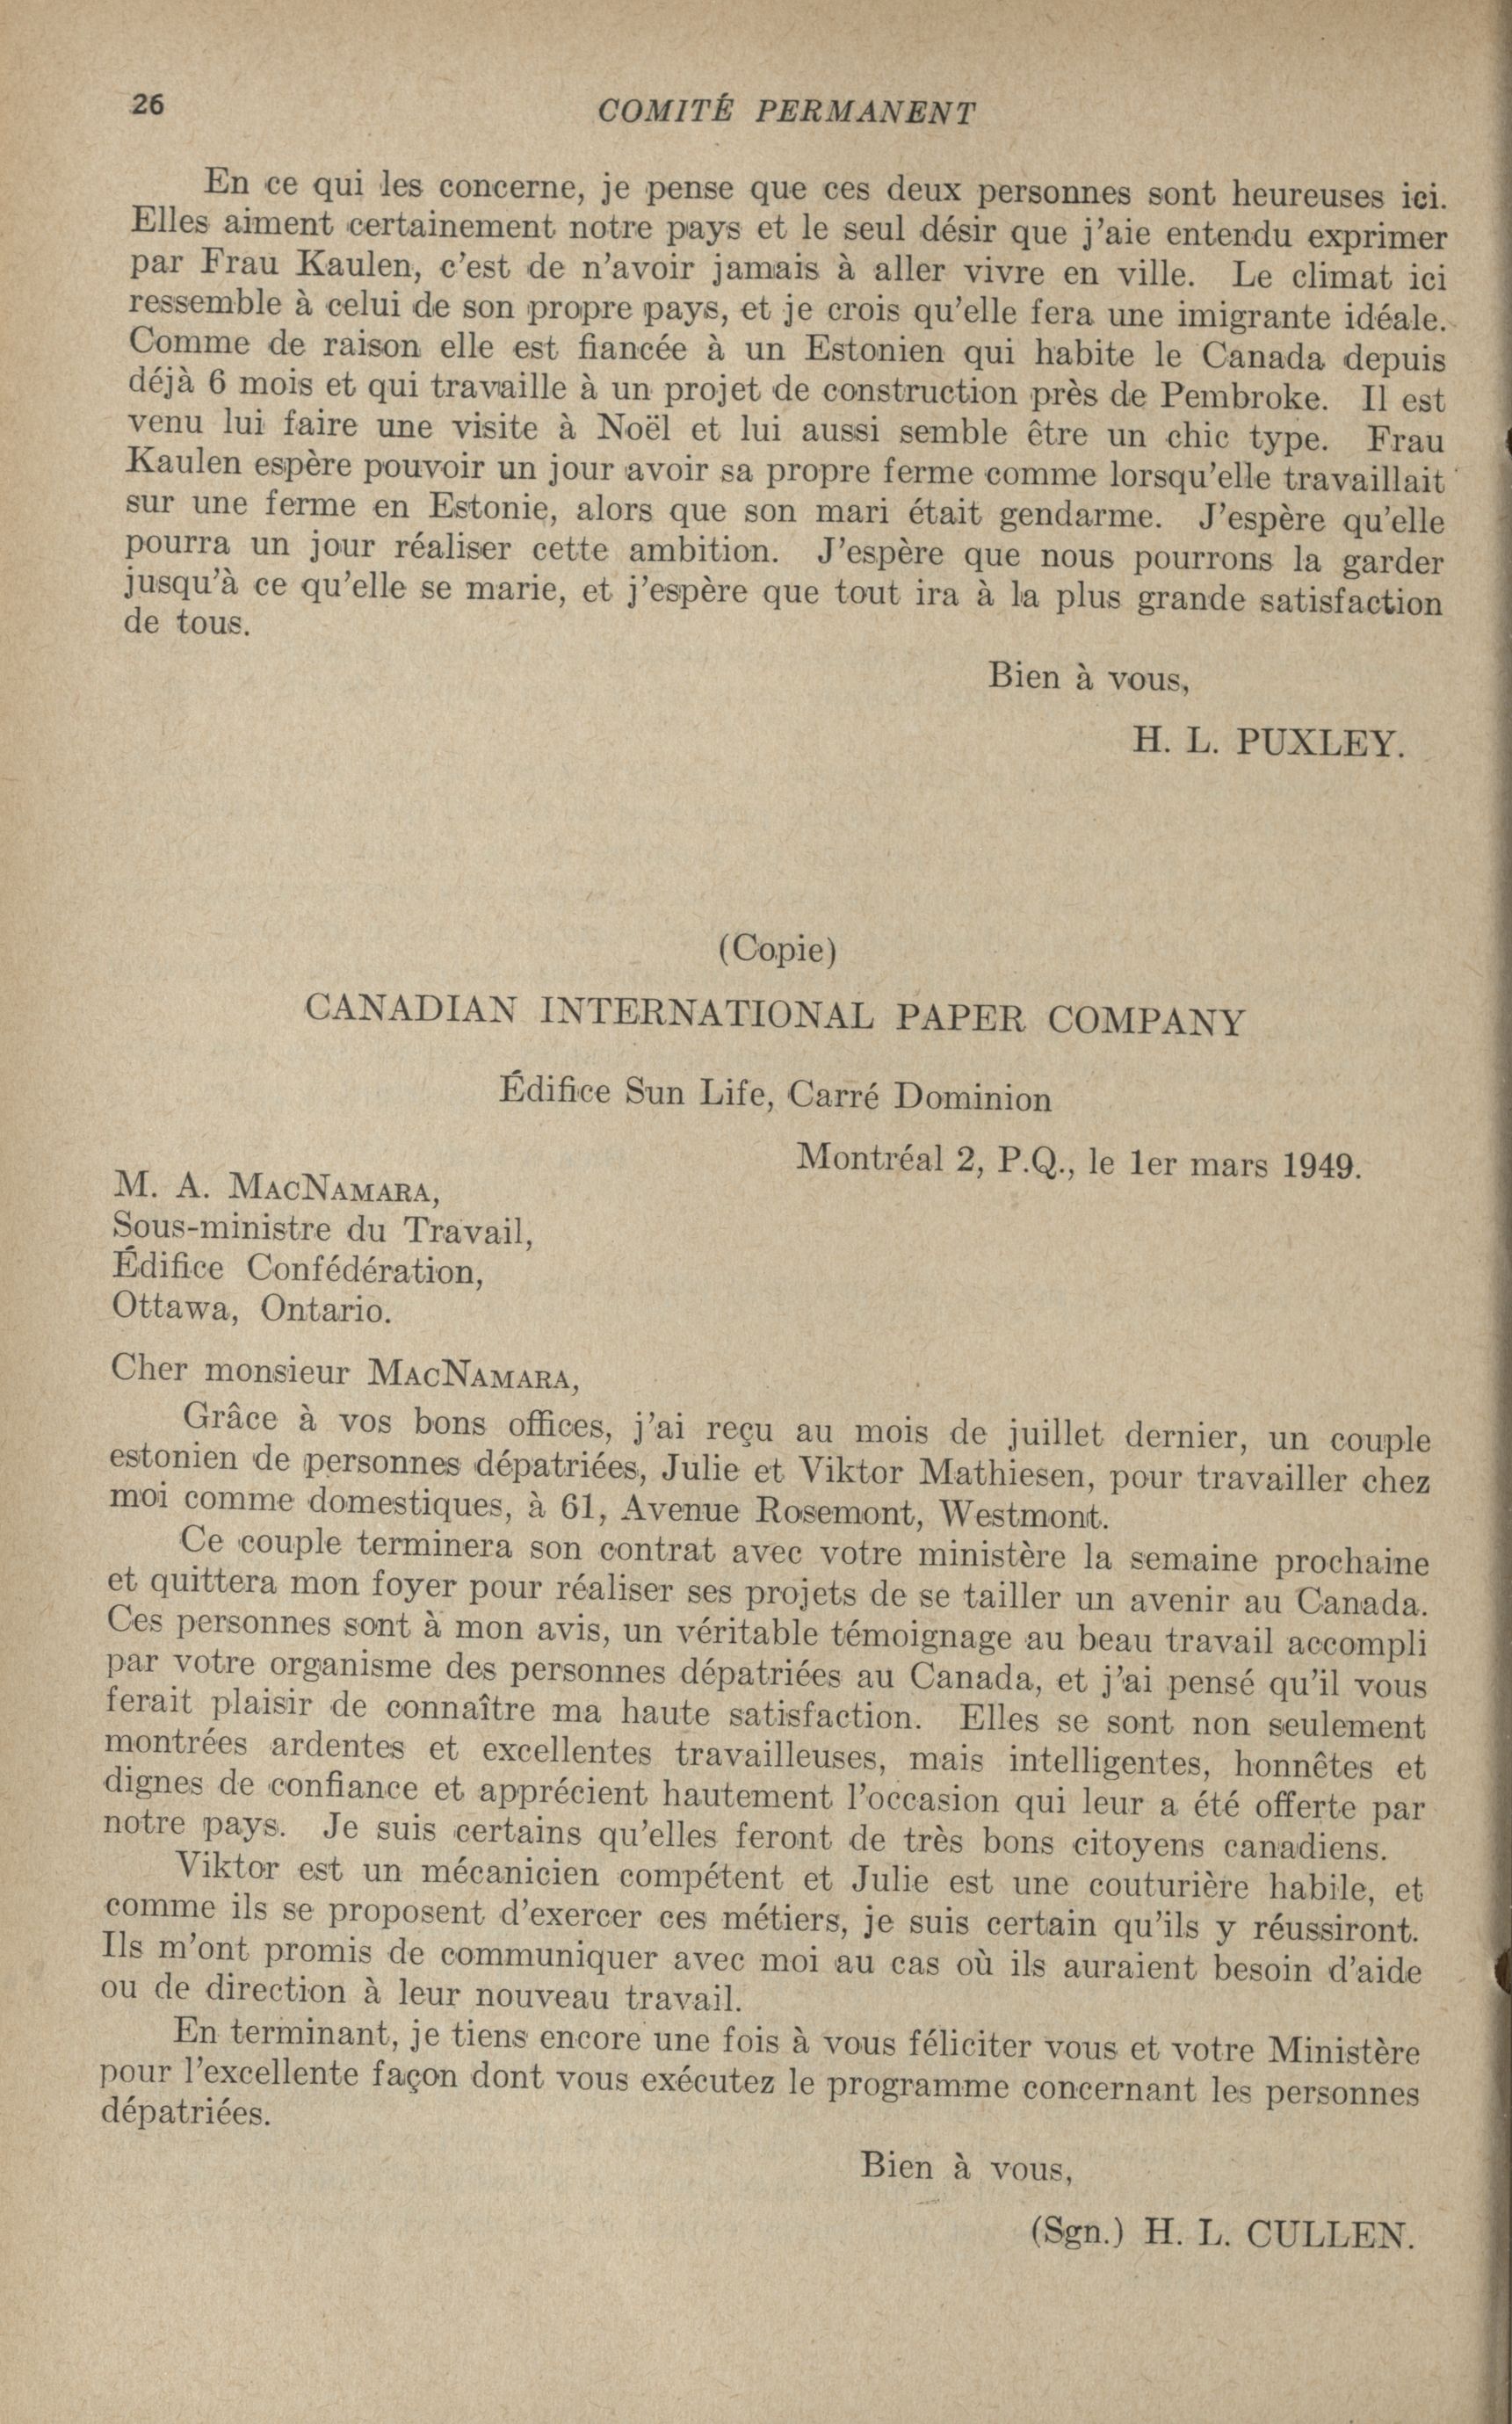 26
COMITÉ PERMANENT
En ce qui les concerne, je pense que ces deux personnes sont heureuses ici.
Elles aiment certainement notre pays et le seul désir que j'aie entendu exprimer
par Frau Kaulen, c'est de n'avoir jamais à aller vivre en ville. Le climat ici
ressemble à celui de son propre pays, et je crois qu'elle fera une imigrante idéale.
Comme de raison elle est fiancée à un Estonien qui habite le Canada depuis
déjà 6 mois et qui travaille à un projet de construction près de Pembroke. Il est
venu lui faire une visite à Noël et lui aussi semble être un chic type. Frau
Kaulen espère pouvoir un jour avoir sa propre ferme comme lorsqu'elle travaillait
sur une ferme en Estonie, alors que son mari était gendarme. J'espère qu'elle
pourra un jour réaliser cette ambition. J'espère que nous pourrons la garder
jusqu'à ce qu'elle se marie, et j'espère que tout ira à la plus grande satisfaction
de tous.
Bien à vous,
H. L. PUXLEY.
(Copie)
CANADIAN INTERNATIONAL PAPER COMPANY
Édifice Sun Life, Carré Dominion
Montréal 2, P.Q., le 1er mars 1949.
M. A. MACNAMARA,
Sous-ministre du Travail,
Édifice Confédération,
Ottawa, Ontario.
Cher monsieur MACNAMARA,
Grâce à vos bons offices, j'ai reçu au mois de juillet dernier, un couple
estonien de personnes dépatriées, Julie et Viktor Mathiesen, pour travailler chez
moi comme domestiques, à 61, Avenue Rosemont, Westmont.
Ce couple terminera son contrat avec votre ministère la semaine prochaine
et quittera mon foyer pour réaliser ses projets de se tailler un avenir au Canada.
Ces personnes sont à mon avis, un véritable témoignage au beau travail accompli
par votre organisme des personnes dépatriées au Canada, et j'ai pensé qu'il vous
ferait plaisir de connaître ma haute satisfaction. Elles se sont non seulement
montrées ardentes et excellentes travailleuses, mais intelligentes, honnêtes et
dignes de confiance et apprécient hautement l'occasion qui leur a été offerte par
notre pays. Je suis certains qu'elles feront de très bons citoyens canadiens.
Viktor est un mécanicien compétent et Julie est une couturière habile, et
comme ils se proposent d'exercer ces métiers, je suis certain qu'ils y réussiront.
Ils m'ont promis de communiquer avec moi au cas où ils auraient besoin d'aide
ou de direction à leur nouveau travail.
En terminant, je tiens encore une fois à vous féliciter vous et votre Ministère
pour l'excellente façon dont vous exécutez le programme concernant les personnes
dépatriées.
Bien à vous,
(Sgn.) H. L. CULLEN.